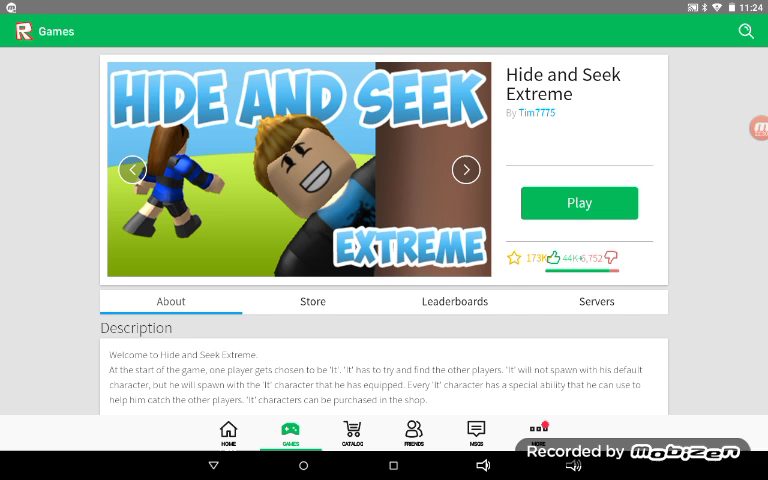 11:24
R Games
HIDE AND SEEK
EXTREME
Hide and Seek
Extreme
By Tim7775
Play
173K 44K+ 6,752
About Store Leaderboards Servers
Description
Welcome to Hide and Seek Extreme.
At the start of the game, one player gets chosen to be 'It'. 'It' has to try and find the other players. 'It' will not spawn with his default
character, but he will spawn with the 'It' character that he has equipped. Every 'It' character has a special ability that he can use to
help him catch the other players. 'It' characters can be purchased in the shop.
HOME GAMES CATALOG FRIENDS MSGS MORE
Recorded by mobizen